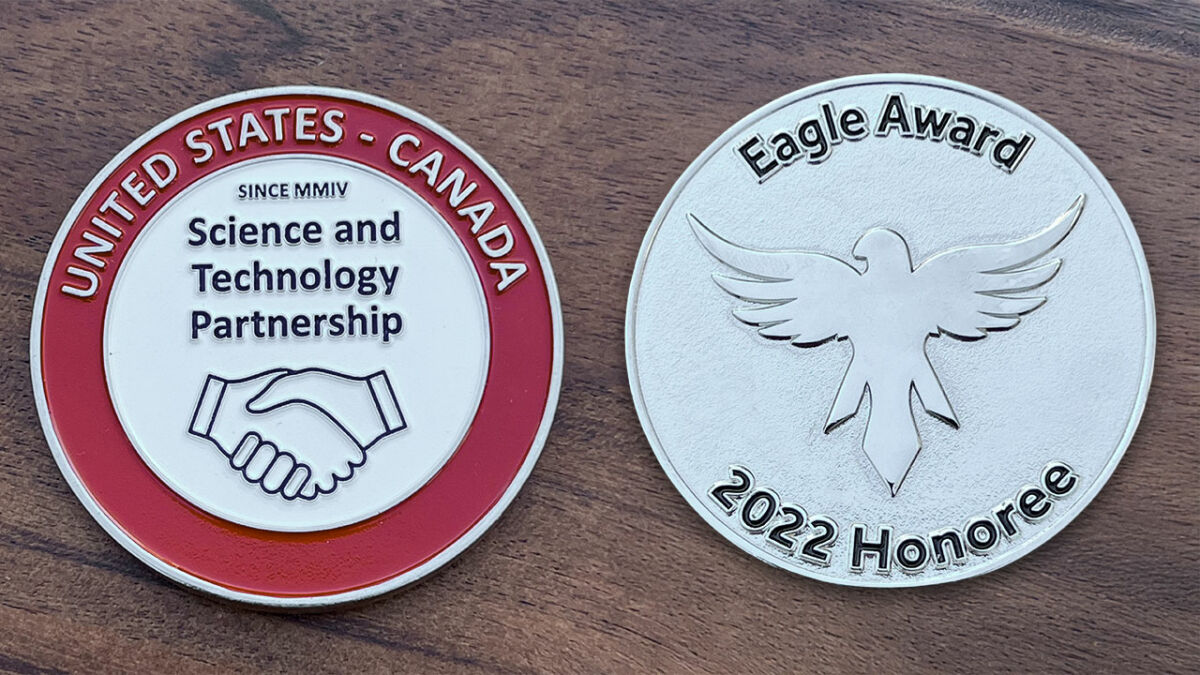 UNITED STATES - CANADA
SINCE MMIV
Science and
Technology
Partnership
Eagle Award
2022 Honoree